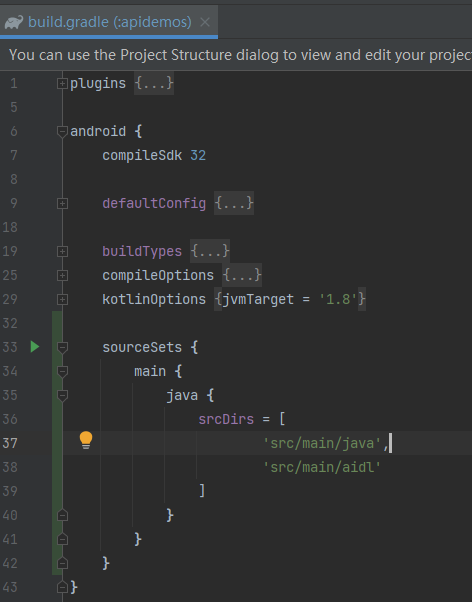 build.gradle (:apidemos)
You can use the Project Structure dialog to view and edit your projec
1 plugins {...}
5
6 android {
7 compileSdk 32
8
9 defaultConfig {...}
18
19 buildTypes {...}
25 compileOptions {...}
29 kotlinOptions {jvmTarget = '1.8'}
32
33 sourceSets {
34 main {
35 java {
36 srcDirs = [
37 'src/main/java',
38 'src/main/aidl'
39 ]
40 }
41 }
42 }
43 }